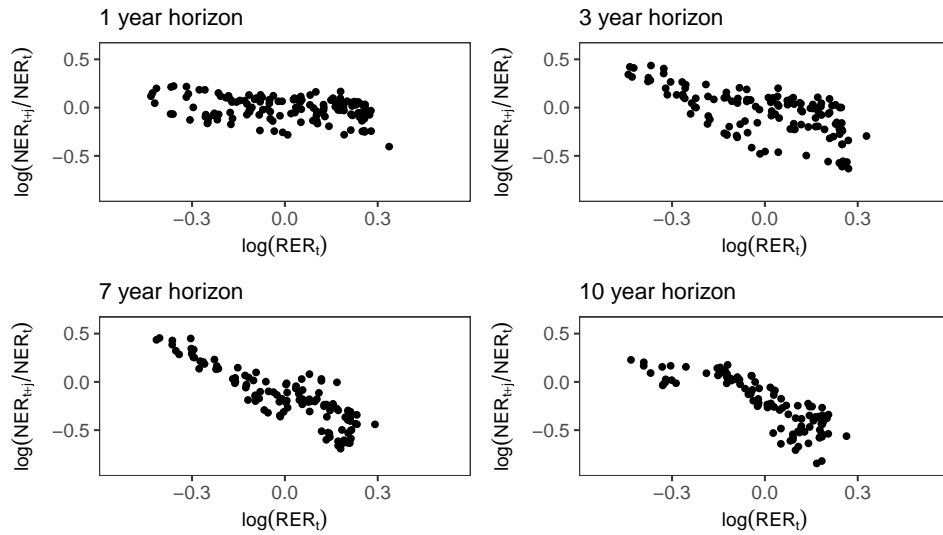 1 year horizon
0.5
0.0
−0.5
log(NERₜ₊ⱼ/NERₜ)
−0.3 0.0 0.3
log(RERₜ)
3 year horizon
0.5
0.0
−0.5
log(NERₜ₊ⱼ/NERₜ)
−0.3 0.0 0.3
log(RERₜ)
7 year horizon
0.5
0.0
−0.5
log(NERₜ₊ⱼ/NERₜ)
−0.3 0.0 0.3
log(RERₜ)
10 year horizon
0.5
0.0
−0.5
log(NERₜ₊ⱼ/NERₜ)
−0.3 0.0 0.3
log(RERₜ)